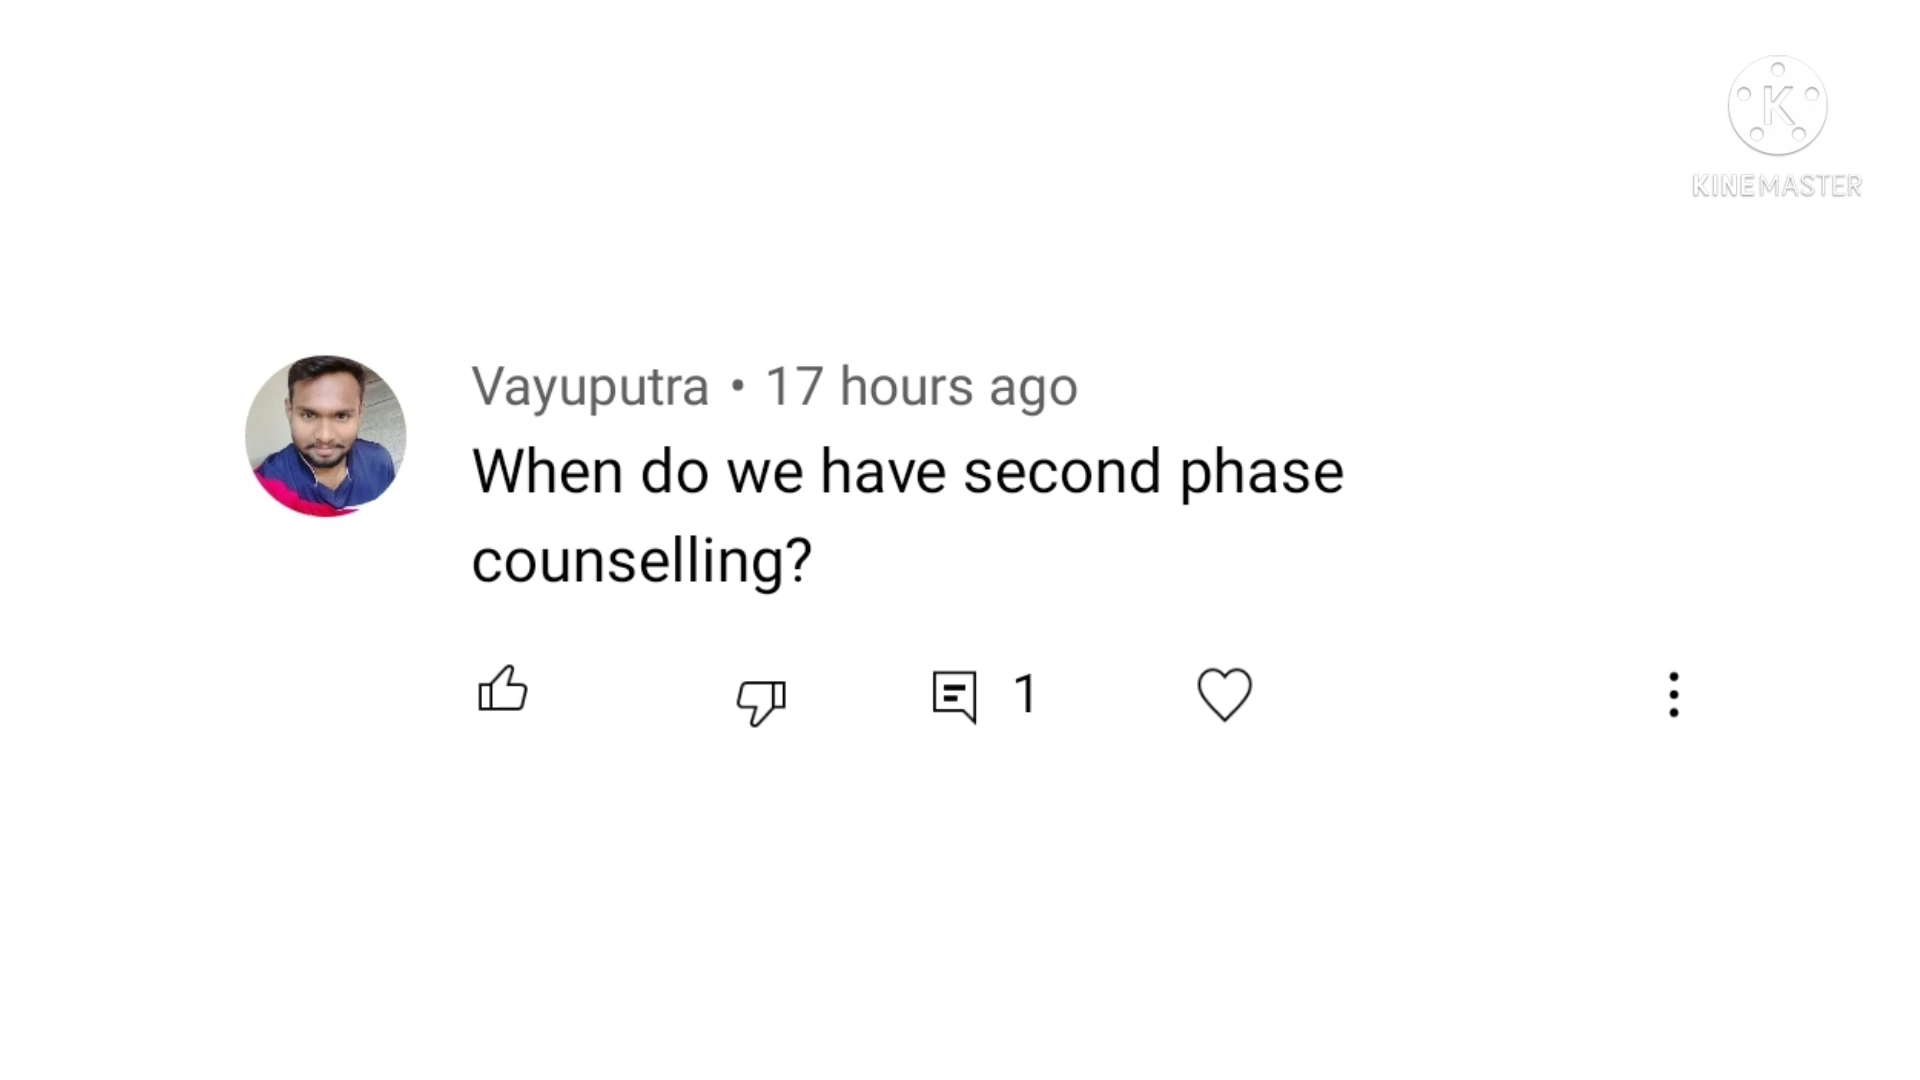 K
KINEMASTER
Vayuputra • 17 hours ago
When do we have second phase
counselling?
1